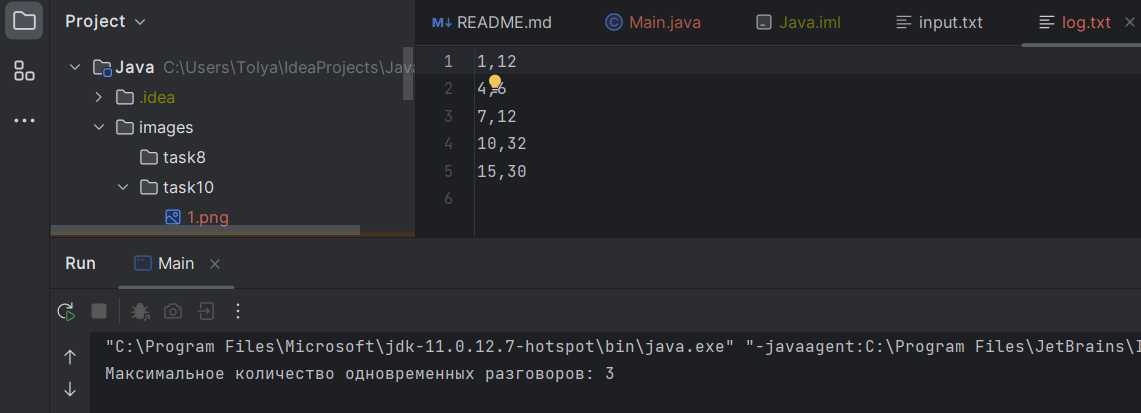 Project
README.md
Main.java
Java.iml
input.txt
log.txt
Java C:\Users\Tolya\IdeaProjects\Jav
.idea
images
task8
task10
1.png
1 1,12
2 4,6
3 7,12
4 10,32
5 15,30
6
Run Main
"C:\Program Files\Microsoft\jdk-11.0.12.7-hotspot\bin\java.exe" "-javaagent:C:\Program Files\JetBrains\I
Максимальное количество одновременных разговоров: 3